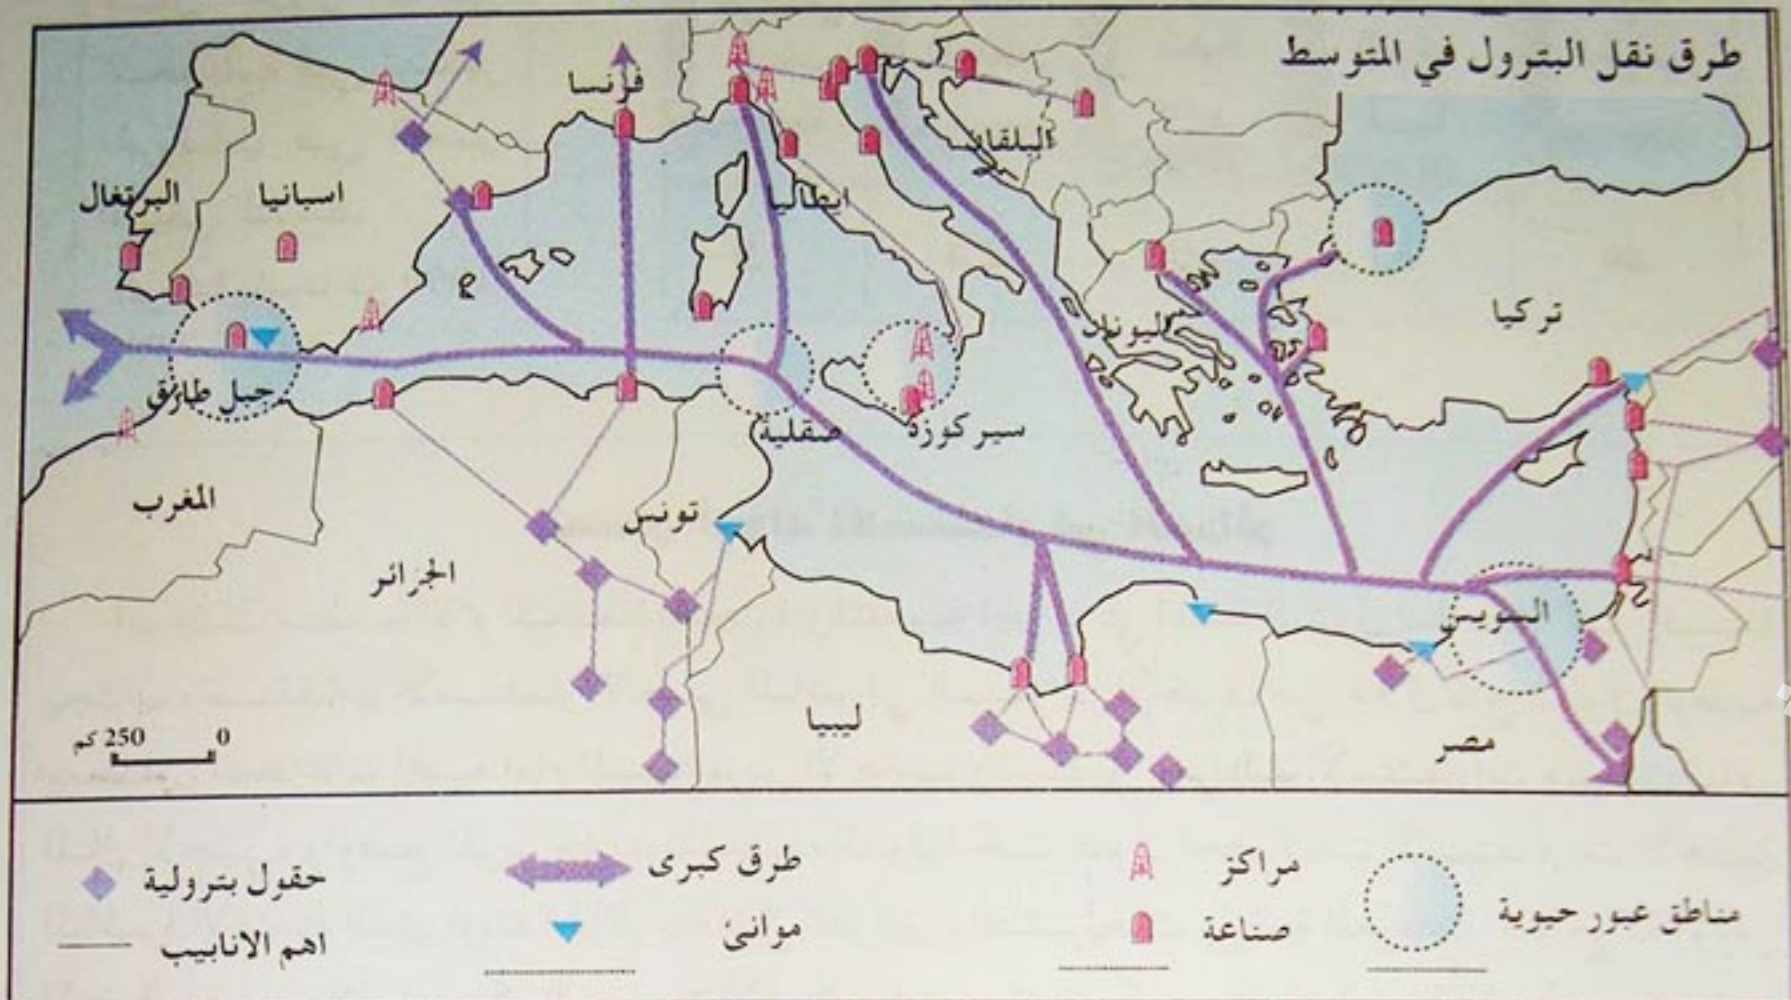 طرق نقل البترول في المتوسط
فرنسا
البلقان
البرتغال
اسبانيا
ايطاليا
تركيا
اليونان
جبل طارق
صقلية
سيركوزة
المغرب
تونس
الجزائر
السويس
ليبيا
مصر
0 250 كم
مناطق عبور حيوية
مراكز
صناعة
طرق كبرى
موانئ
حقول بترولية
اهم الانابيب